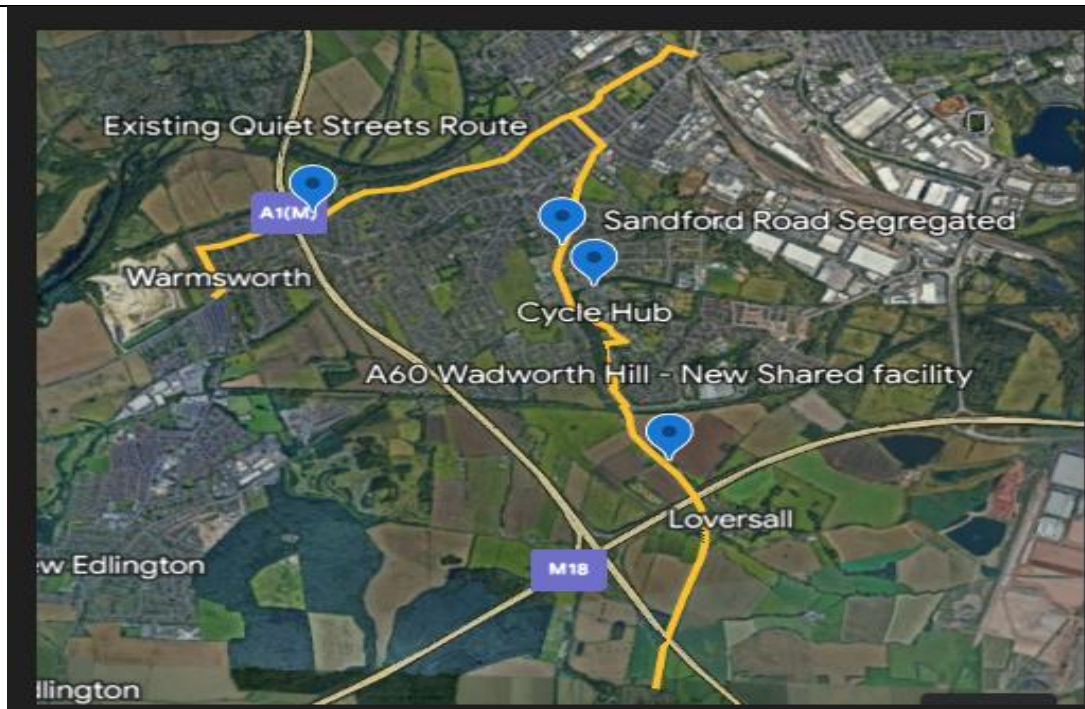 Existing Quiet Streets Route
A1(M)
Sandford Road Segregated
Warmsworth
Cycle Hub
A60 Wadworth Hill - New Shared facility
Loversall
M18
ew Edlington
dlington